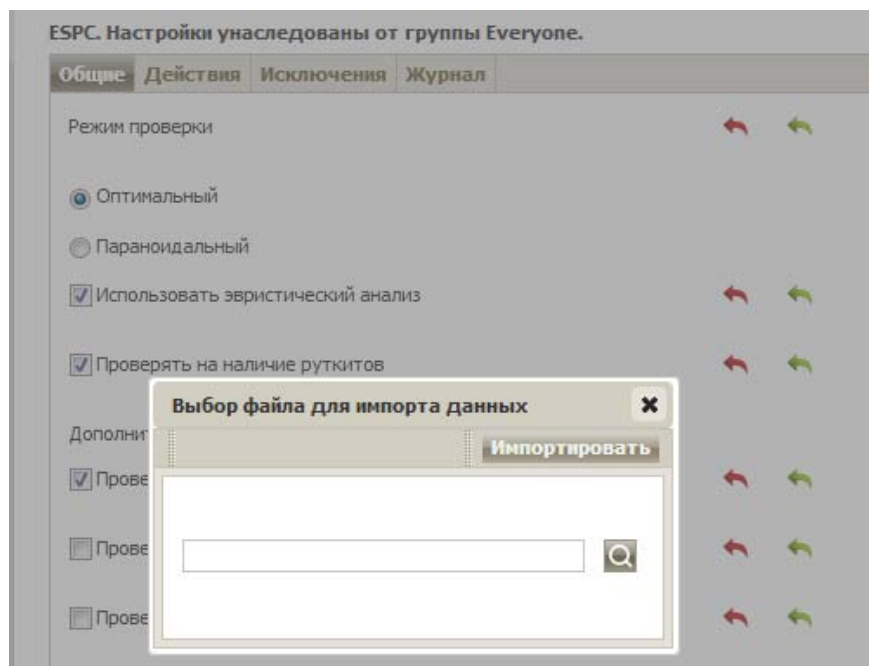 ESPC. Настройки унаследованы от группы Everyone.
Общие Действия Исключения Журнал
Режим проверки
Оптимальный
Параноидальный
Использовать эвристический анализ
Проверять на наличие руткитов
Выбор файла для импорта данных
Импортировать